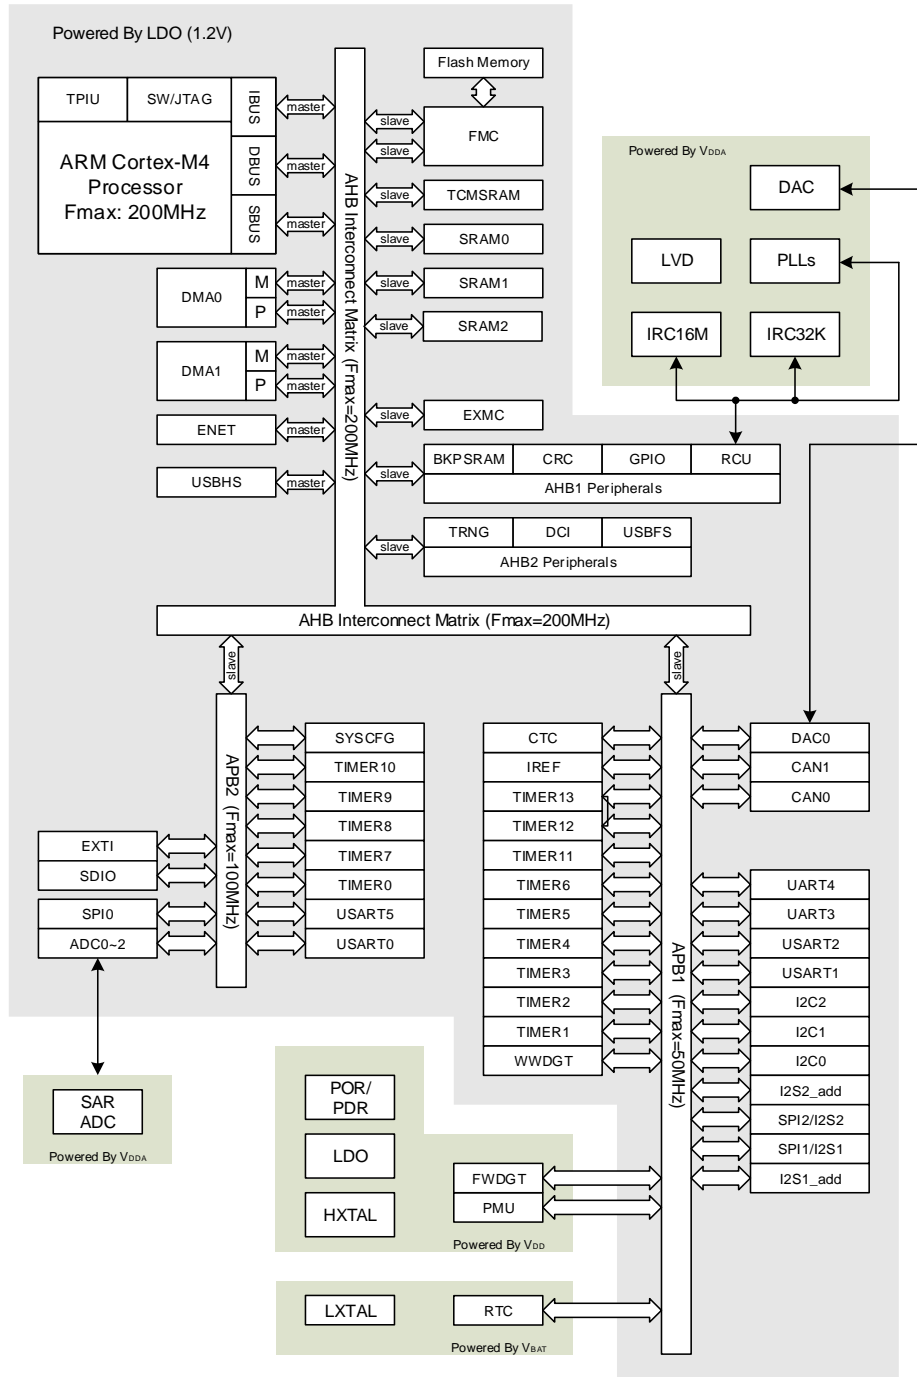 Powered By LDO (1.2V)
TPIU
SW/JTAG
IBUS
DBUS
SBUS
ARM Cortex-M4
Processor
Fmax: 200MHz
master
master
master
DMA0
M
P
master
master
DMA1
M
P
master
master
ENET
master
USBHS
master
AHB Interconnect Matrix (Fmax=200MHz)
Flash Memory
slave
slave
FMC
slave
TCMSRAM
slave
SRAM0
slave
SRAM1
slave
SRAM2
slave
EXMC
slave
BKPSRAM
CRC
GPIO
RCU
AHB1 Peripherals
slave
TRNG
DCI
USBFS
AHB2 Peripherals
Powered By VDDA
DAC
LVD
PLLs
IRC16M
IRC32K
AHB Interconnect Matrix (Fmax=200MHz)
slave
slave
APB2 (Fmax=100MHz)
SYSCFG
TIMER10
TIMER9
TIMER8
TIMER7
TIMER0
USART5
USART0
EXTI
SDIO
SPI0
ADC0~2
SAR
ADC
Powered By VDDA
CTC
IREF
TIMER13
TIMER12
TIMER11
TIMER6
TIMER5
TIMER4
TIMER3
TIMER2
TIMER1
WWDGT
APB1 (Fmax=50MHz)
DAC0
CAN1
CAN0
UART4
UART3
USART2
USART1
I2C2
I2C1
I2C0
I2S2_add
SPI2/I2S2
SPI1/I2S1
I2S1_add
POR/
PDR
LDO
HXTAL
FWDGT
PMU
Powered By VDD
LXTAL
RTC
Powered By VBAT